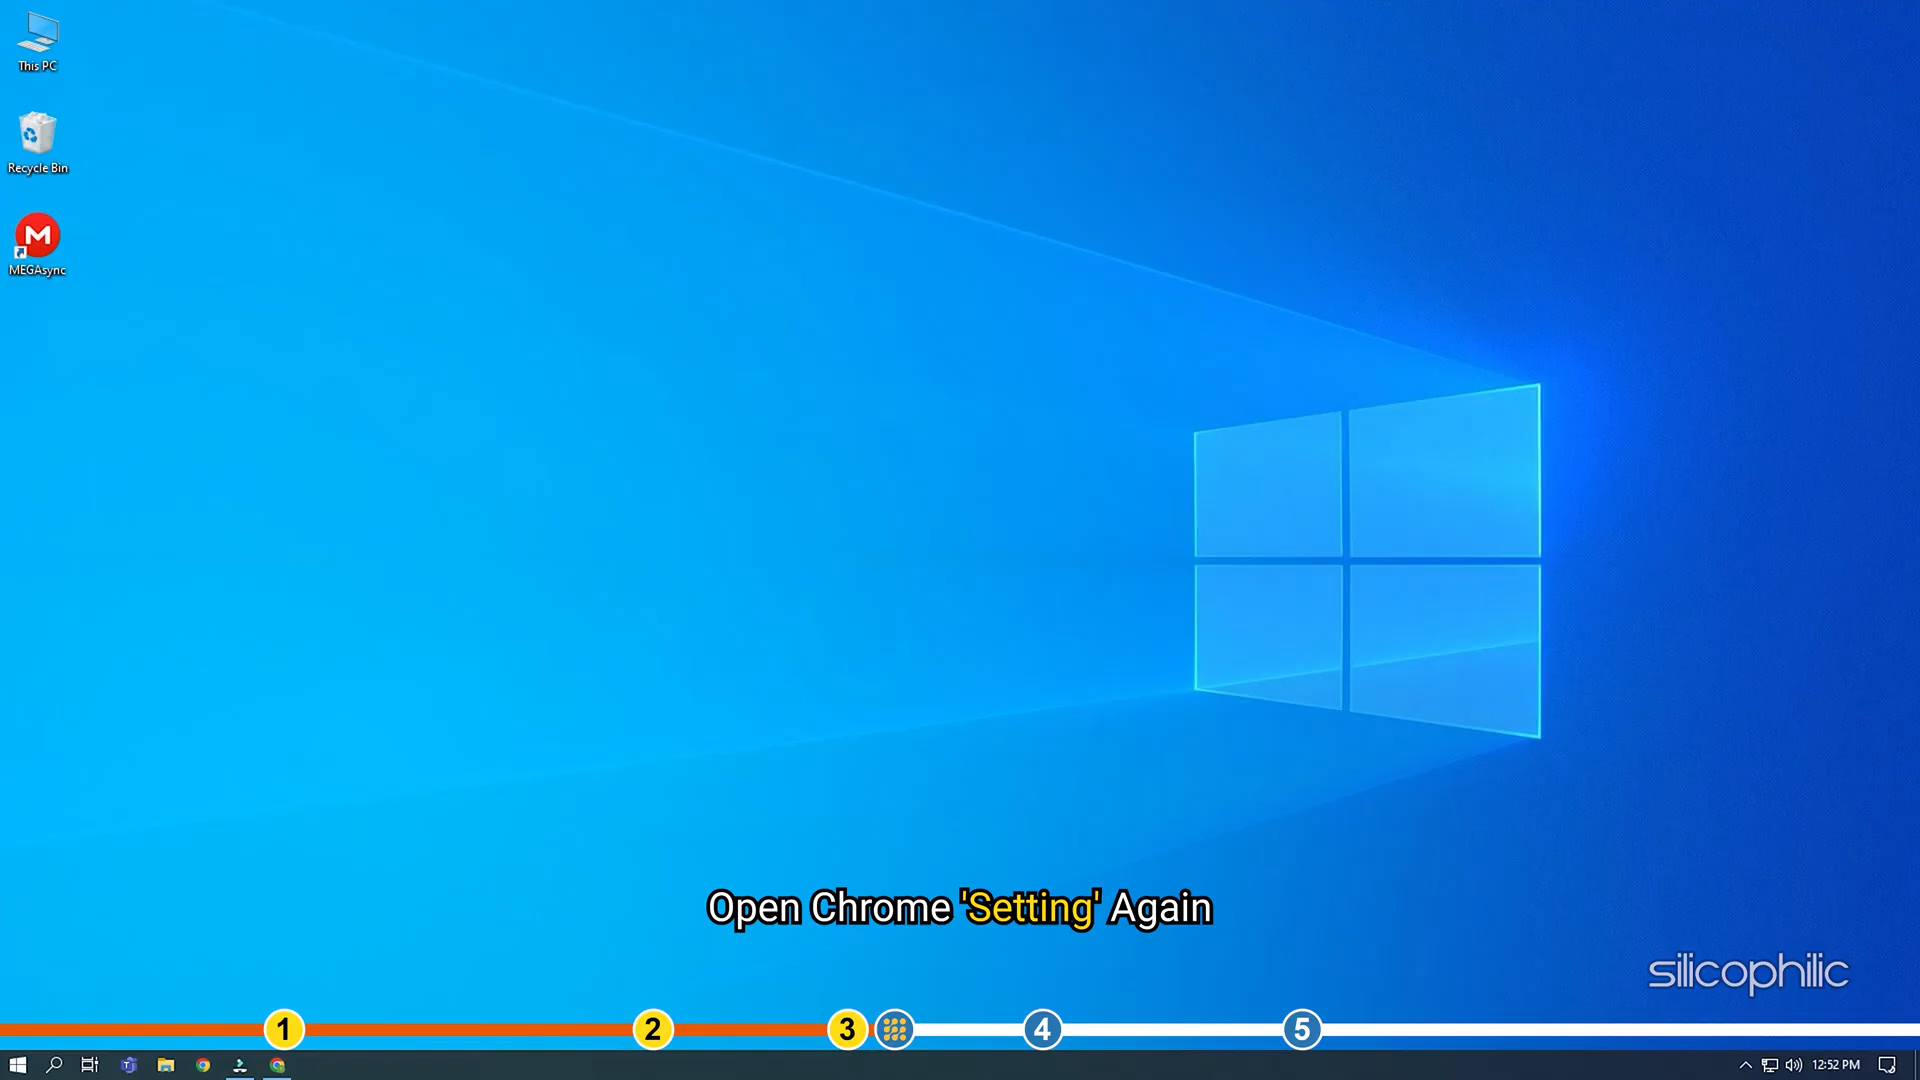 This PC
Recycle Bin
M
MEGAsync
Open Chrome 'Setting' Again
silicophilic
1 2 3 4 5
12:52 PM